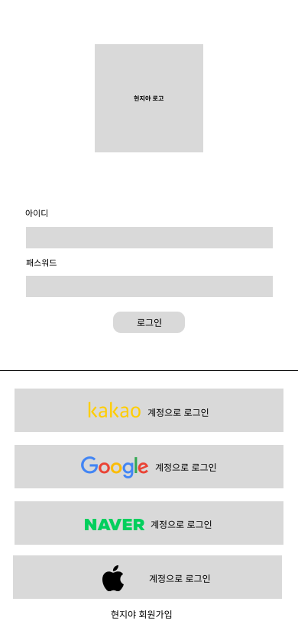 현지야 로고
아이디
패스워드
로그인
kakao 계정으로 로그인
Google 계정으로 로그인
NAVER 계정으로 로그인
계정으로 로그인
현지야 회원가입